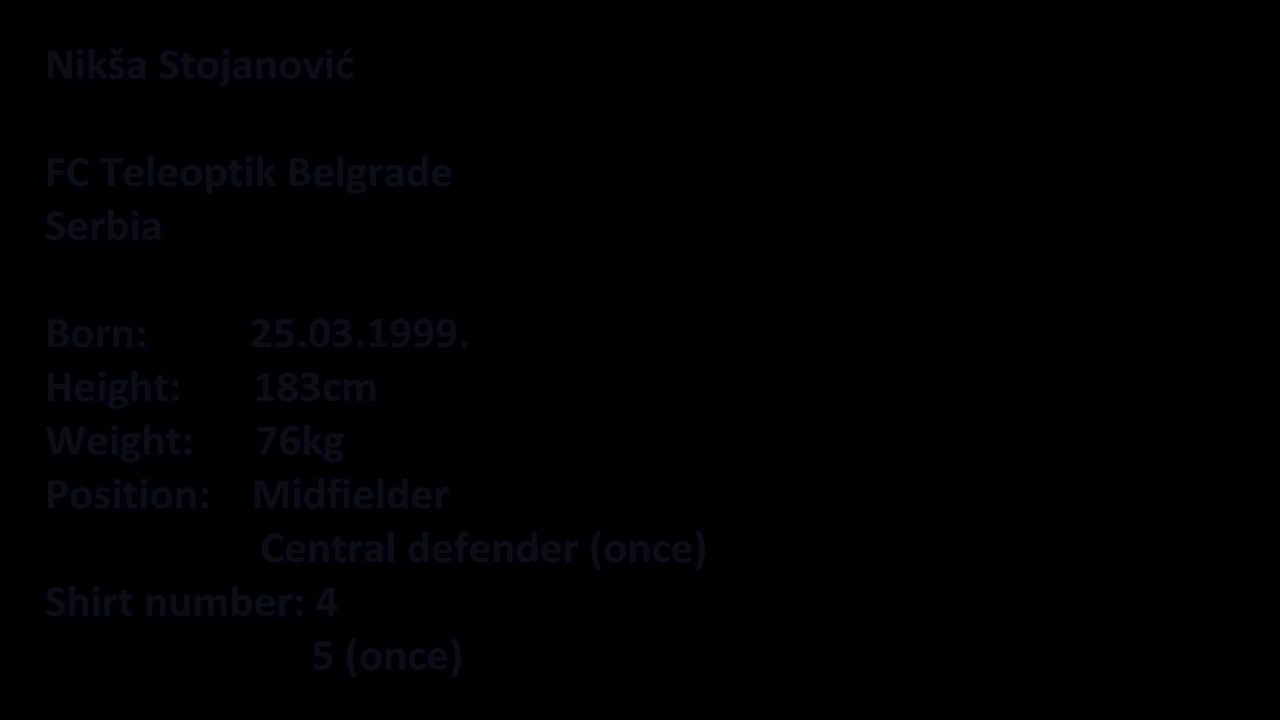 Nikša Stojanović
FC Teleoptik Belgrade
Serbia
Born: 25.03.1999.
Height: 183cm
Weight: 76kg
Position: Midfielder
Central defender (once)
Shirt number: 4
5 (once)